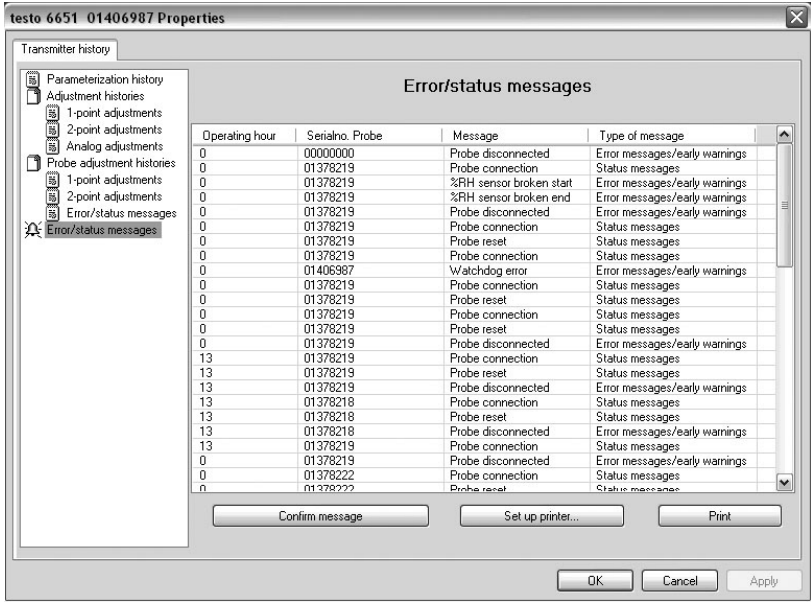 testo 6651 01406987 Properties
Transmitter history
Parameterization history
Adjustment histories
1-point adjustments
2-point adjustments
Analog adjustments
Probe adjustment histories
1-point adjustments
2-point adjustments
Error/status messages
Error/status messages
Error/status messages
Operating hour Serialno. Probe Message Type of message
0 00000000 Probe disconnected Error messages/early warnings
0 01378219 Probe connection Status messages
0 01378219 %RH sensor broken start Error messages/early warnings
0 01378219 %RH sensor broken end Error messages/early warnings
0 01378219 Probe disconnected Error messages/early warnings
0 01378219 Probe connection Status messages
0 01378219 Probe reset Status messages
0 01378219 Probe connection Status messages
0 01406987 Watchdog error Error messages/early warnings
0 01378219 Probe connection Status messages
0 01378219 Probe reset Status messages
0 01378219 Probe connection Status messages
0 01378219 Probe reset Status messages
0 01378219 Probe disconnected Error messages/early warnings
13 01378219 Probe connection Status messages
13 01378219 Probe reset Status messages
13 01378219 Probe disconnected Error messages/early warnings
13 01378218 Probe connection Status messages
13 01378218 Probe reset Status messages
13 01378218 Probe disconnected Error messages/early warnings
13 01378219 Probe connection Status messages
0 01378219 Probe disconnected Error messages/early warnings
0 01378222 Probe connection Status messages
0 01378222 Probe reset Status messages
Confirm message Set up printer... Print
OK Cancel Apply